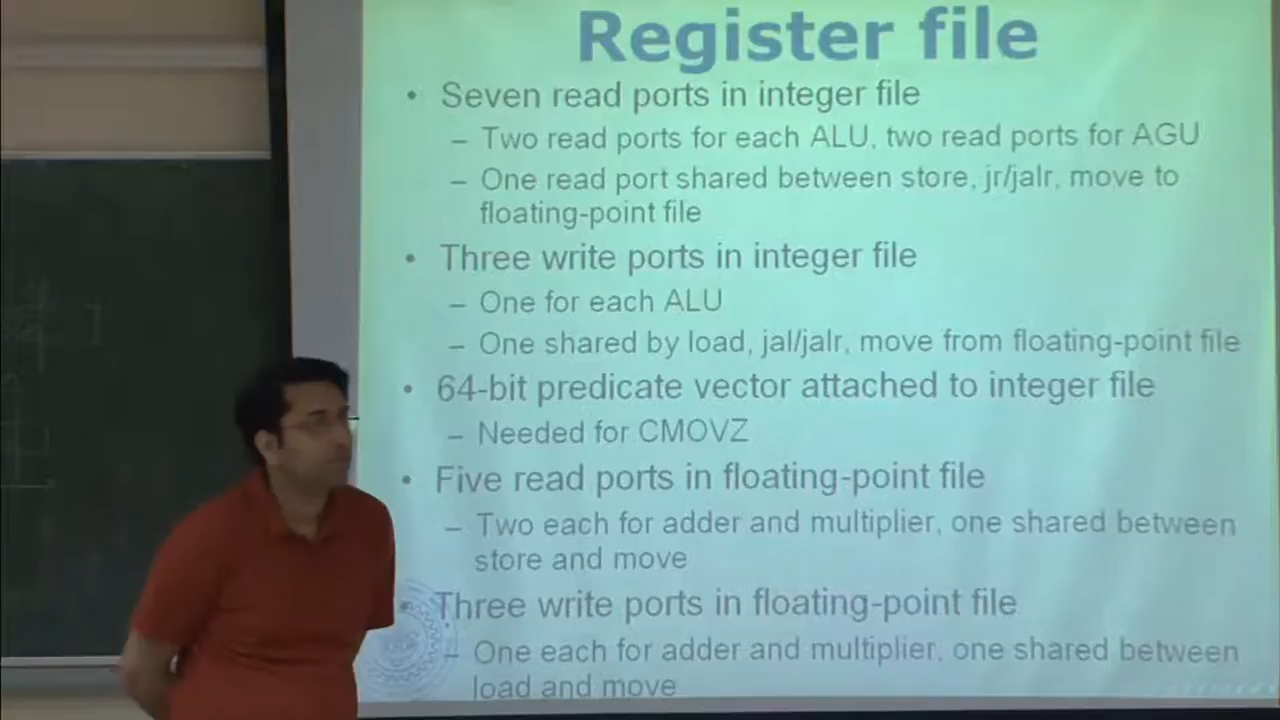 Register file
• Seven read ports in integer file
– Two read ports for each ALU, two read ports for AGU
– One read port shared between store, jr/jalr, move to
floating-point file
• Three write ports in integer file
– One for each ALU
– One shared by load, jal/jalr, move from floating-point file
• 64-bit predicate vector attached to integer file
– Needed for CMOVZ
• Five read ports in floating-point file
– Two each for adder and multiplier, one shared between
store and move
• Three write ports in floating-point file
– One each for adder and multiplier, one shared between
load and move